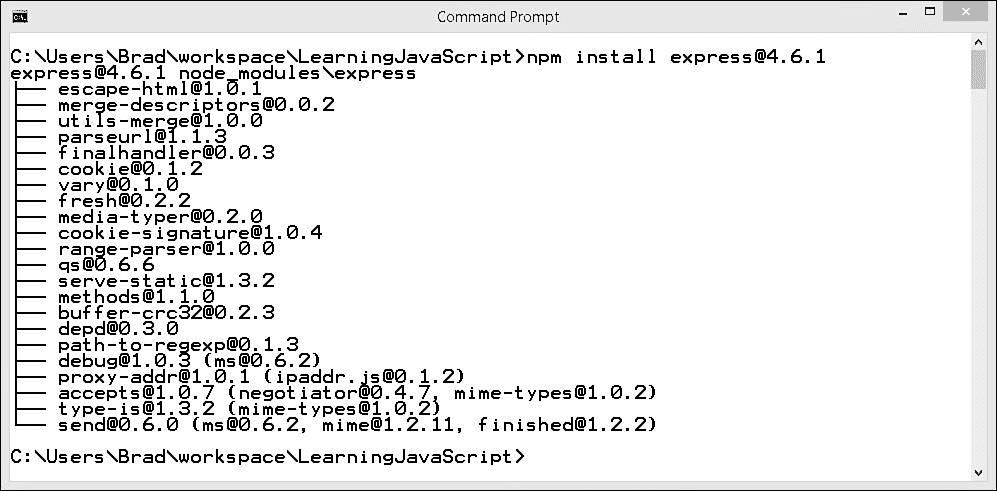 Command Prompt
C:\Users\Brad\workspace\LearningJavaScript>npm install express@4.6.1
express@4.6.1 node_modules\express
├── escape-html@1.0.1
├── merge-descriptors@0.0.2
├── utils-merge@1.0.0
├── parseurl@1.1.3
├── finalhandler@0.0.3
├── cookie@0.1.2
├── vary@0.1.0
├── fresh@0.2.2
├── media-typer@0.2.0
├── cookie-signature@1.0.4
├── range-parser@1.0.0
├── qs@0.6.6
├── serve-static@1.3.2
├── methods@1.1.0
├── buffer-crc32@0.2.3
├── depd@0.3.0
├── path-to-regexp@0.1.3
├── debug@1.0.3 (ms@0.6.2)
├── proxy-addr@1.0.1 (ipaddr.js@0.1.2)
├── accepts@1.0.7 (negotiator@0.4.7, mime-types@1.0.2)
├── type-is@1.3.2 (mime-types@1.0.2)
└── send@0.6.0 (ms@0.6.2, mime@1.2.11, finished@1.2.2)
C:\Users\Brad\workspace\LearningJavaScript>